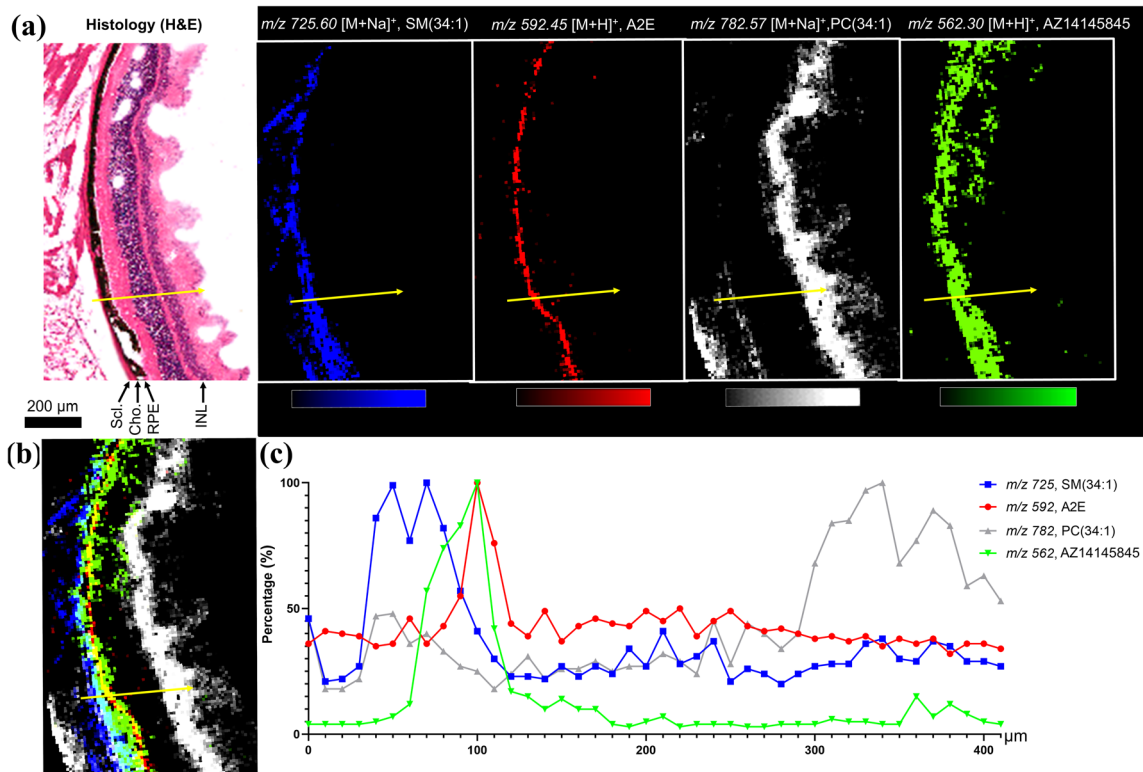 (a)
Histology (H&E)
m/z 725.60 [M+Na]⁺, SM(34:1)
m/z 592.45 [M+H]⁺, A2E
m/z 782.57 [M+Na]⁺,PC(34:1)
m/z 562.30 [M+H]⁺, AZ14145845
200 µm
Scl.
Cho.
RPE
INL
(b)
(c)
Percentage (%)
100
50
0
0
100
200
300
400
µm
m/z 725, SM(34:1)
m/z 592, A2E
m/z 782, PC(34:1)
m/z 562, AZ14145845